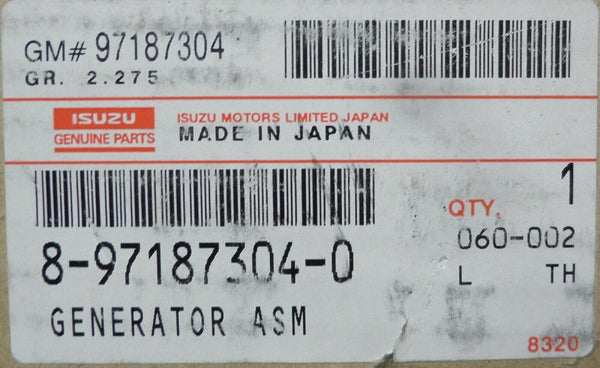 GM# 97187304
GR. 2.275
ISUZU
GENUINE PARTS
ISUZU MOTORS LIMITED JAPAN
MADE IN JAPAN
8-97187304-0
GENERATOR ASM
QTY. 1
060-002
L TH
8320